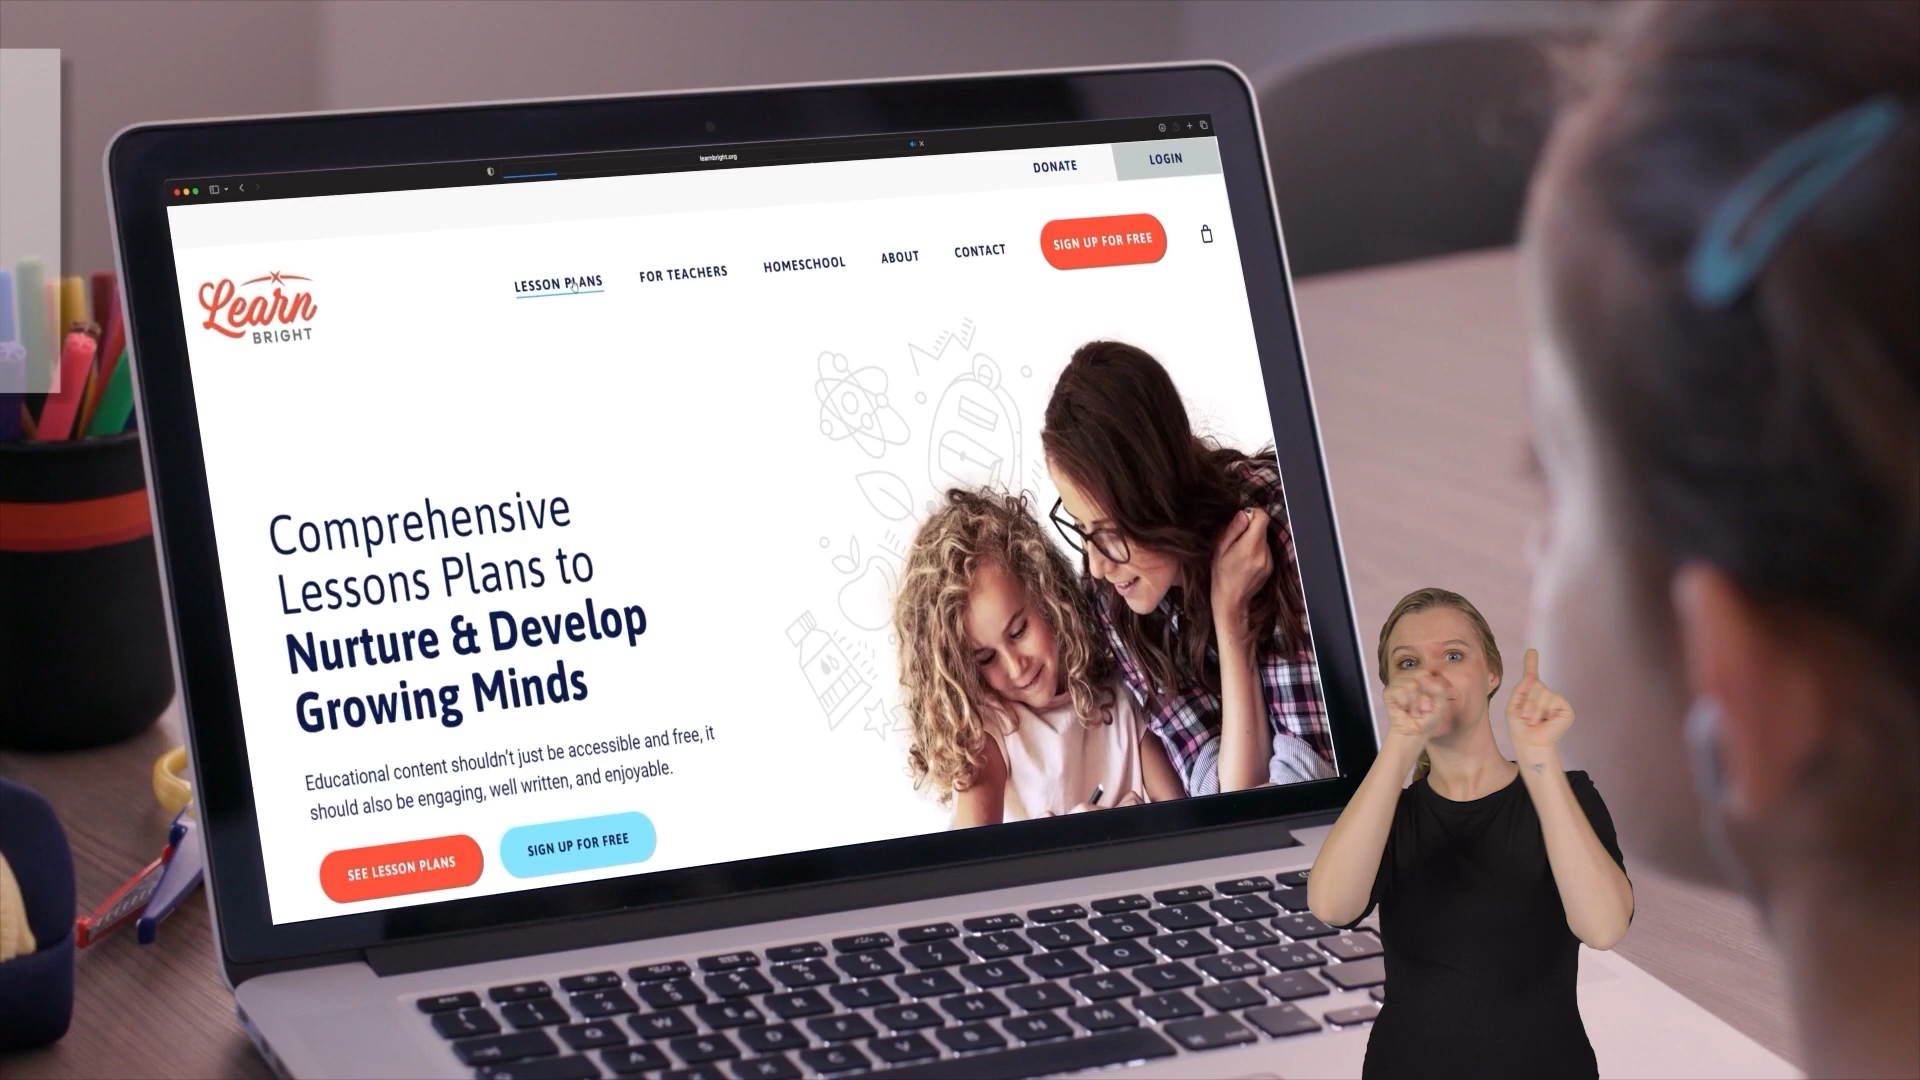 learnbright.org
DONATE
LOGIN
LESSON PLANS
FOR TEACHERS
HOMESCHOOL
ABOUT
CONTACT
SIGN UP FOR FREE
Learn
BRIGHT
Comprehensive
Lessons Plans to
Nurture & Develop
Growing Minds
Educational content shouldn't just be accessible and free, it
should also be engaging, well written, and enjoyable.
SEE LESSON PLANS
SIGN UP FOR FREE